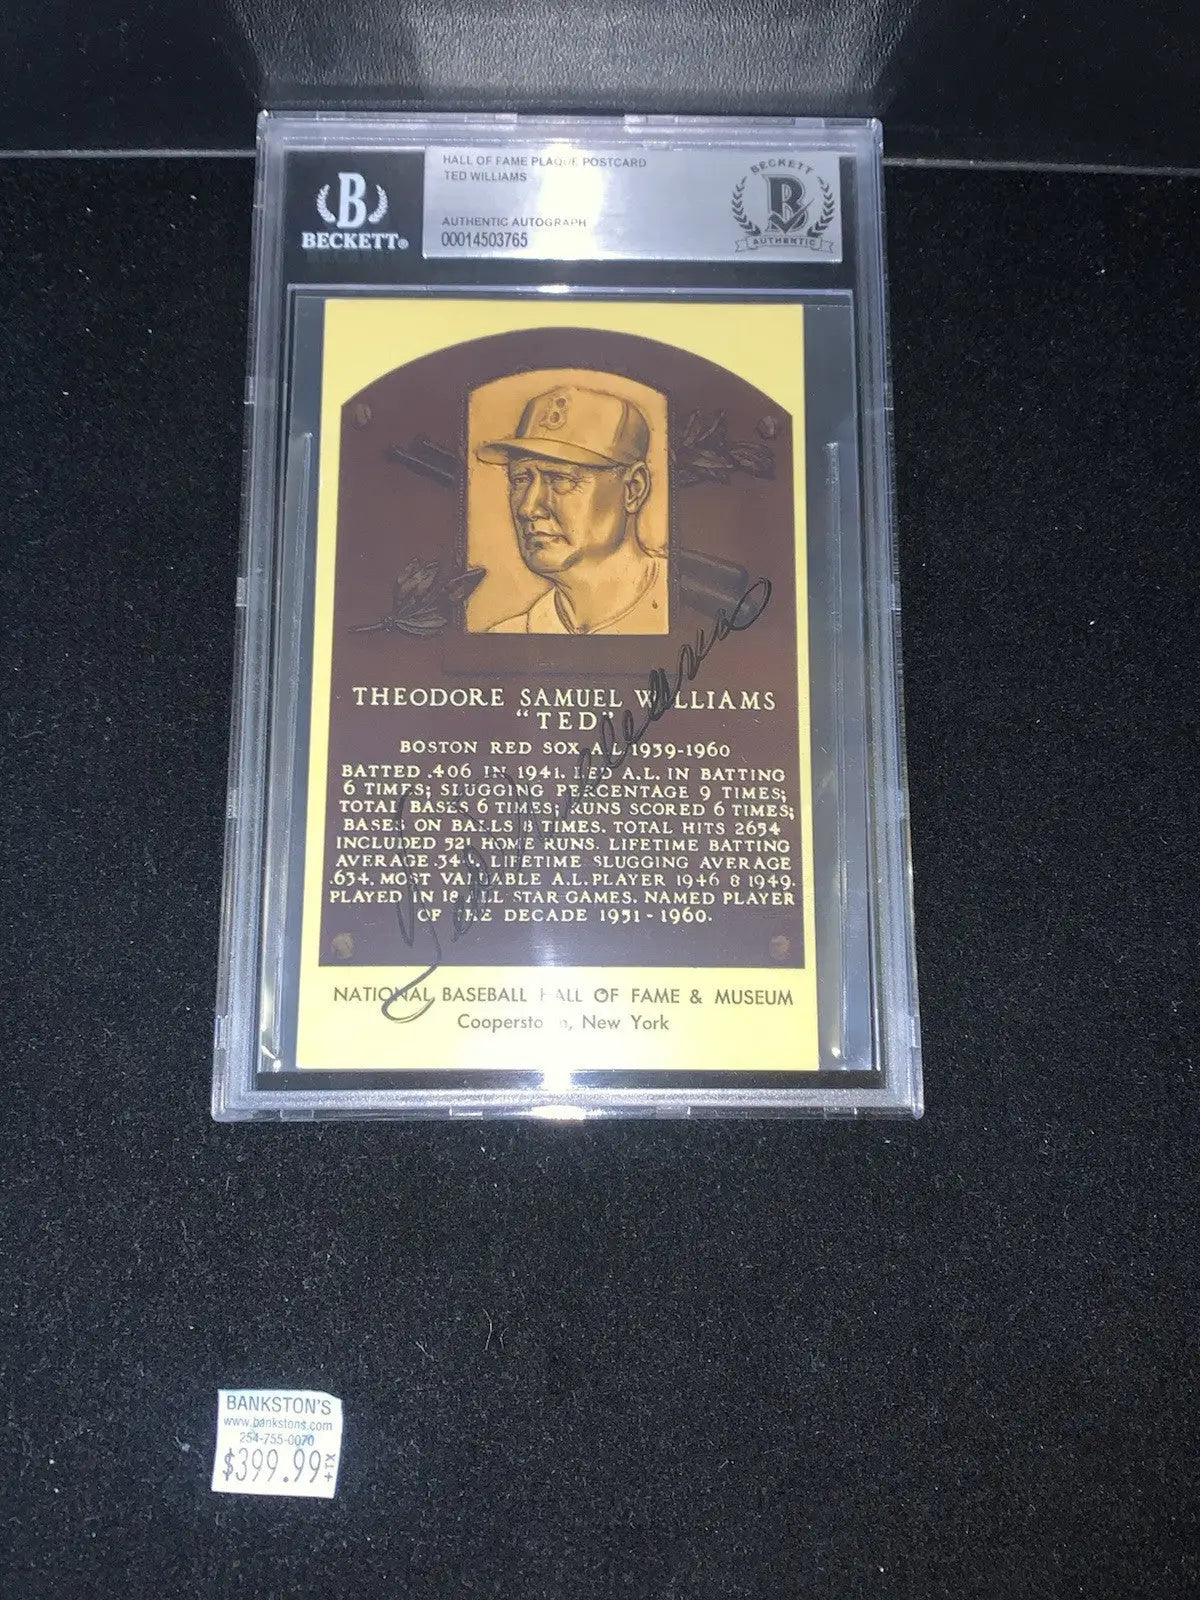 HALL OF FAME PLAQUE POSTCARD
TED WILLIAMS
AUTHENTIC AUTOGRAPH
00014503765
B
BECKETT®
BECKETT
B
AUTHENTIC
B
THEODORE SAMUEL WILLIAMS
"TED"
BOSTON RED SOX A.L. 1939-1960
BATTED .406 IN 1941. LED A.L. IN BATTING
6 TIMES; SLUGGING PERCENTAGE 9 TIMES;
TOTAL BASES 6 TIMES; RUNS SCORED 6 TIMES;
BASES ON BALLS 8 TIMES. TOTAL HITS 2654
INCLUDED 521 HOME RUNS. LIFETIME BATTING
AVERAGE .344. LIFETIME SLUGGING AVERAGE
.634. MOST VALUABLE A.L. PLAYER 1946 & 1949.
PLAYED IN 18 ALL STAR GAMES. NAMED PLAYER
OF THE DECADE 1951-1960.
Ted Williams
NATIONAL BASEBALL HALL OF FAME & MUSEUM
Cooperstown, New York
BANKSTON'S
www.bankstons.com
254-755-0070
$399.99 +TX